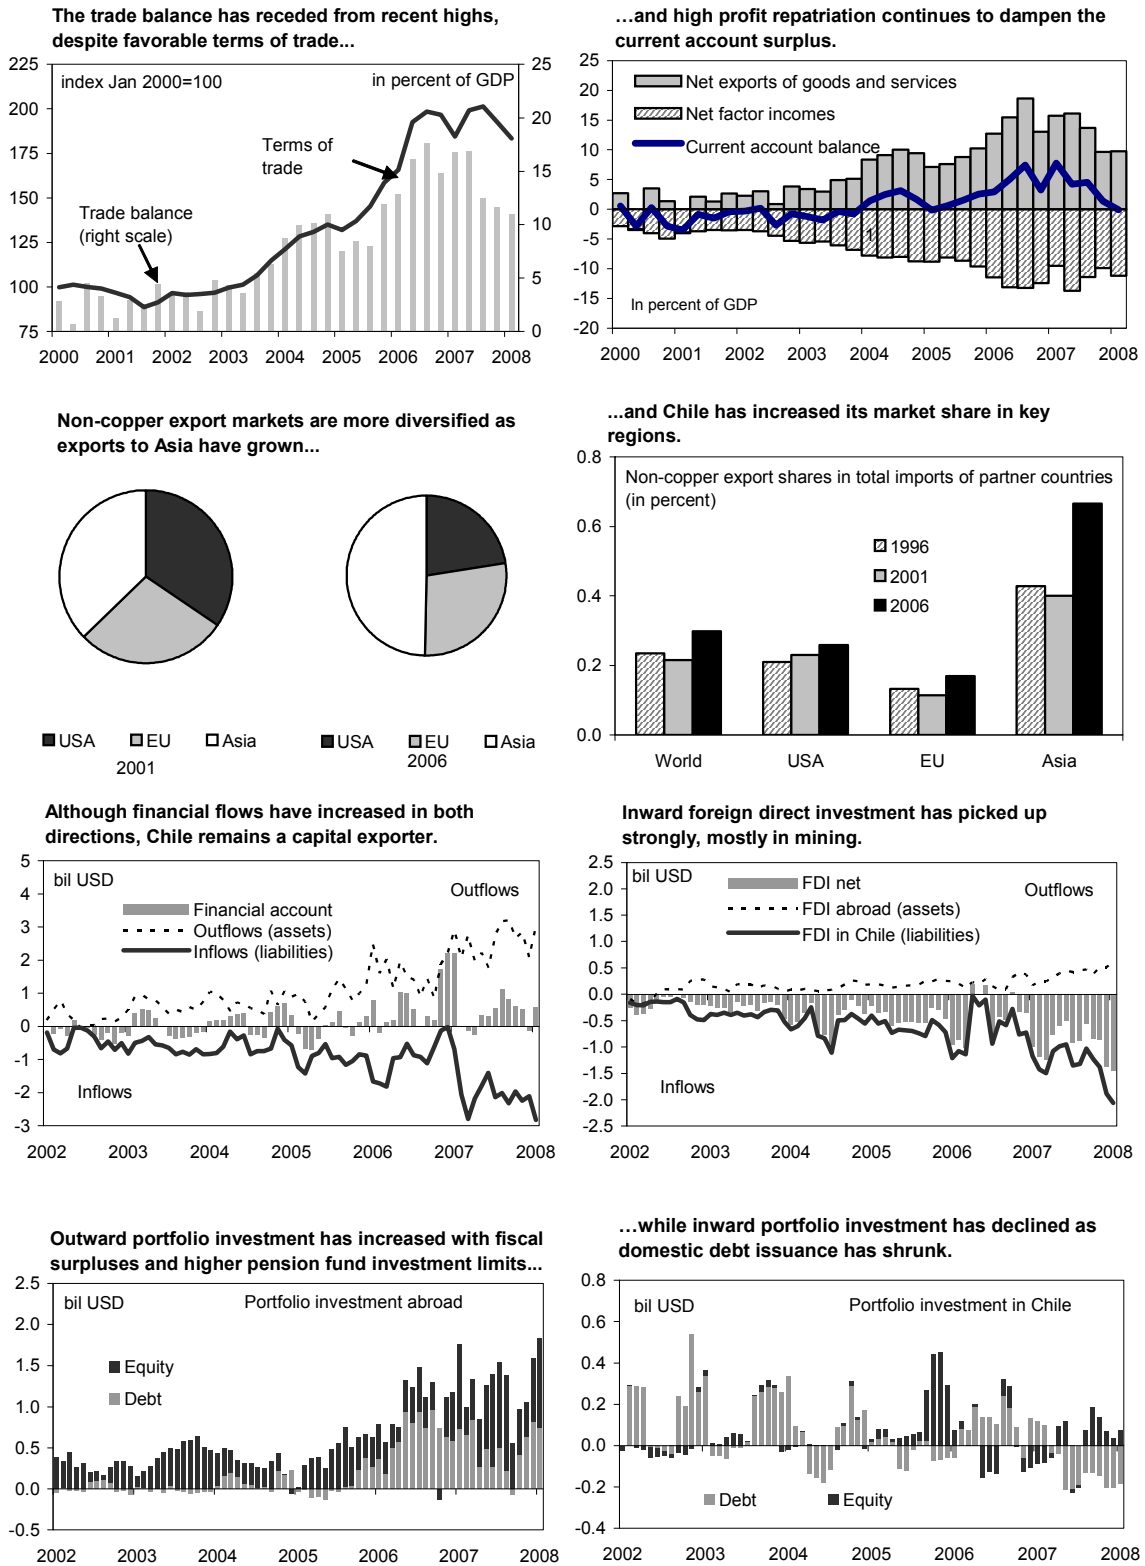 The trade balance has receded from recent highs,
despite favorable terms of trade...
225
200
175
150
125
100
75
index Jan 2000=100
in percent of GDP
Terms of
trade
Trade balance
(right scale)
25
20
15
10
5
0
2000 2001 2002 2003 2004 2005 2006 2007 2008
…and high profit repatriation continues to dampen the
current account surplus.
25
20
15
10
5
0
-5
-10
-15
-20
Net exports of goods and services
Net factor incomes
Current account balance
1
In percent of GDP
2000 2001 2002 2003 2004 2005 2006 2007 2008
Non-copper export markets are more diversified as
exports to Asia have grown...
USA EU Asia
2001
USA EU Asia
2006
...and Chile has increased its market share in key
regions.
0.8
0.6
0.4
0.2
0.0
Non-copper export shares in total imports of partner countries
(in percent)
1996
2001
2006
World USA EU Asia
Although financial flows have increased in both
directions, Chile remains a capital exporter.
5
4
3
2
1
0
-1
-2
-3
bil USD
Outflows
Financial account
Outflows (assets)
Inflows (liabilities)
Inflows
2002 2003 2004 2005 2006 2007 2008
Inward foreign direct investment has picked up
strongly, mostly in mining.
2.5
2.0
1.5
1.0
0.5
0.0
-0.5
-1.0
-1.5
-2.0
-2.5
bil USD
FDI net
Outflows
FDI abroad (assets)
FDI in Chile (liabilities)
Inflows
2002 2003 2004 2005 2006 2007 2008
Outward portfolio investment has increased with fiscal
surpluses and higher pension fund investment limits...
2.5
2.0
1.5
1.0
0.5
0.0
-0.5
bil USD
Portfolio investment abroad
Equity
Debt
2002 2003 2004 2005 2006 2007 2008
…while inward portfolio investment has declined as
domestic debt issuance has shrunk.
0.8
0.6
0.4
0.2
0.0
-0.2
-0.4
bil USD
Portfolio investment in Chile
Debt Equity
2002 2003 2004 2005 2006 2007 2008